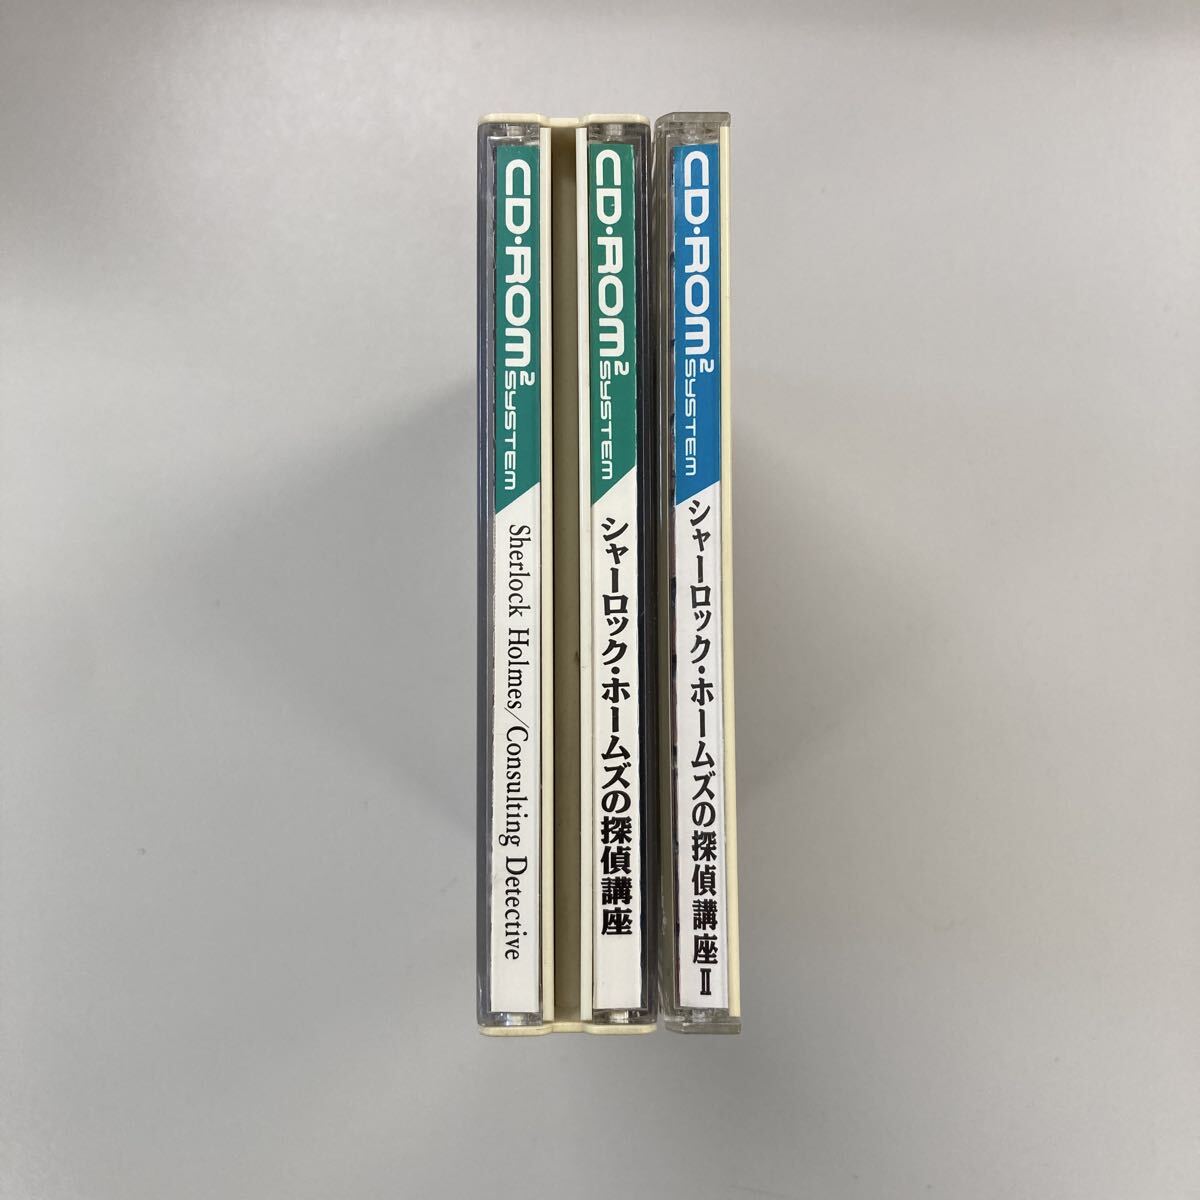 CD・ROM² SYSTEM
Sherlock Holmes/Consulting Detective
CD・ROM² SYSTEM
シャーロック・ホームズの探偵講座
CD・ROM² SYSTEM
シャーロック・ホームズの探偵講座Ⅱ